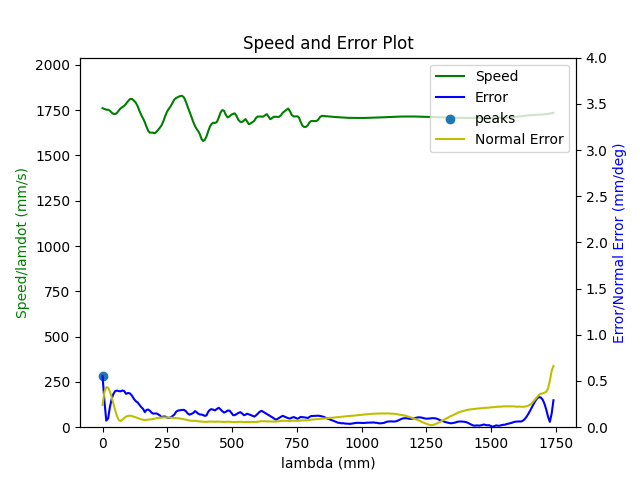 Speed and Error Plot
2000
1750
1500
1250
1000
750
500
250
0
Speed/lamdot (mm/s)
4.0
3.5
3.0
2.5
2.0
1.5
1.0
0.5
0.0
Error/Normal Error (mm/deg)
Speed
Error
peaks
Normal Error
0 250 500 750 1000 1250 1500 1750
lambda (mm)